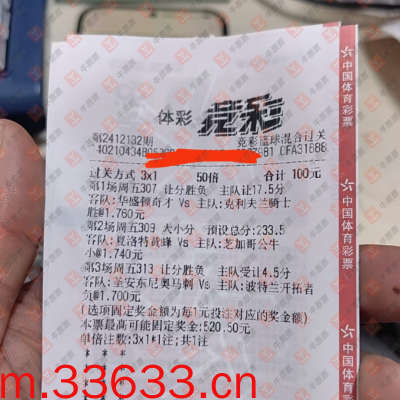 体彩 竞彩
第2412132期 竞彩篮球混合过关
过关方式 3x1 50倍 合计 100元
第1场周五307 让分胜负 主队让17.5分
客队:华盛顿奇才 Vs 主队:克利夫兰骑士
胜@1.760元
第2场周五309 大小分 预设总分:233.5
客队:夏洛特黄蜂 Vs 主队:芝加哥公牛
小@1.740元
第3场周五313 让分胜负 主队受让4.5分
客队:圣安东尼奥马刺 Vs 主队:波特兰开拓者
负@1.700元
(选项固定奖金额为每1元投注对应的奖金额)
本票最高可能固定奖金:520.50元
单倍注数:3x1*1注;共1注
中国体育彩票
中国体育彩票
中国体育彩票
m.33633.cn